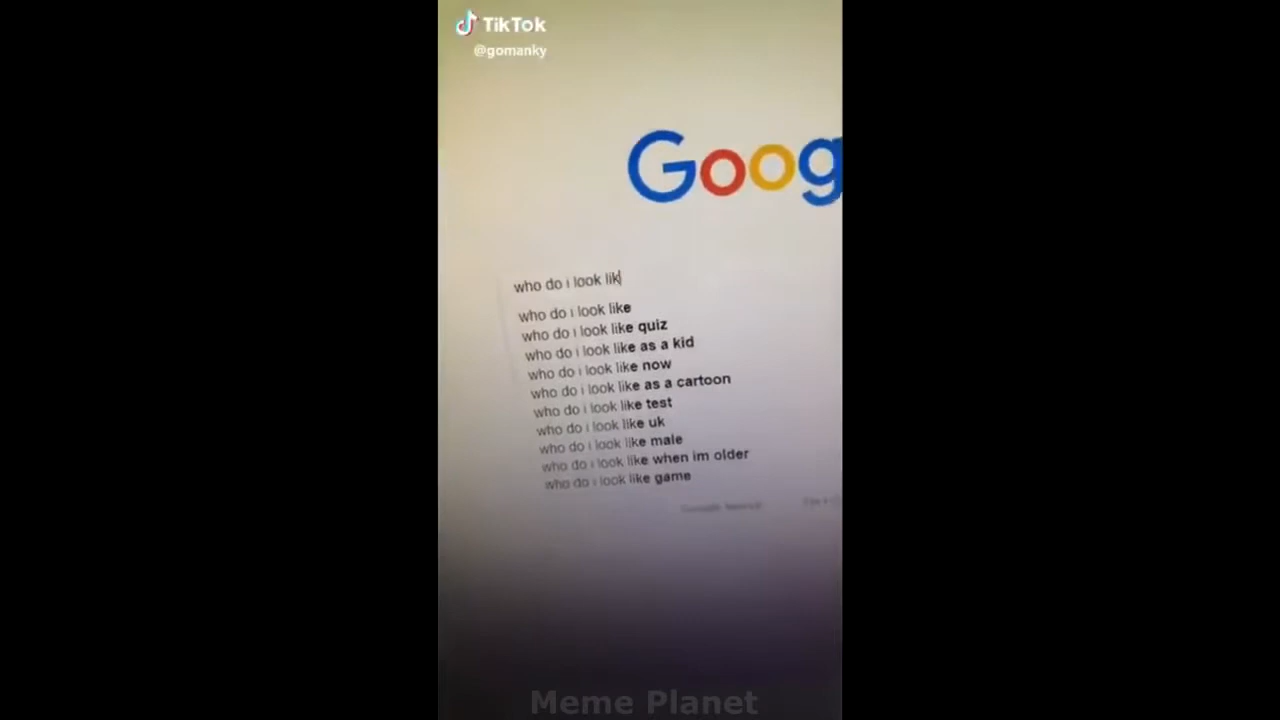 TikTok
@gomanky
Goog
who do i look lik
who do i look like
who do i look like quiz
who do i look like as a kid
who do i look like now
who do i look like as a cartoon
who do i look like test
who do i look like uk
who do i look like male
who do i look like when im older
who do i look like game
Meme Planet